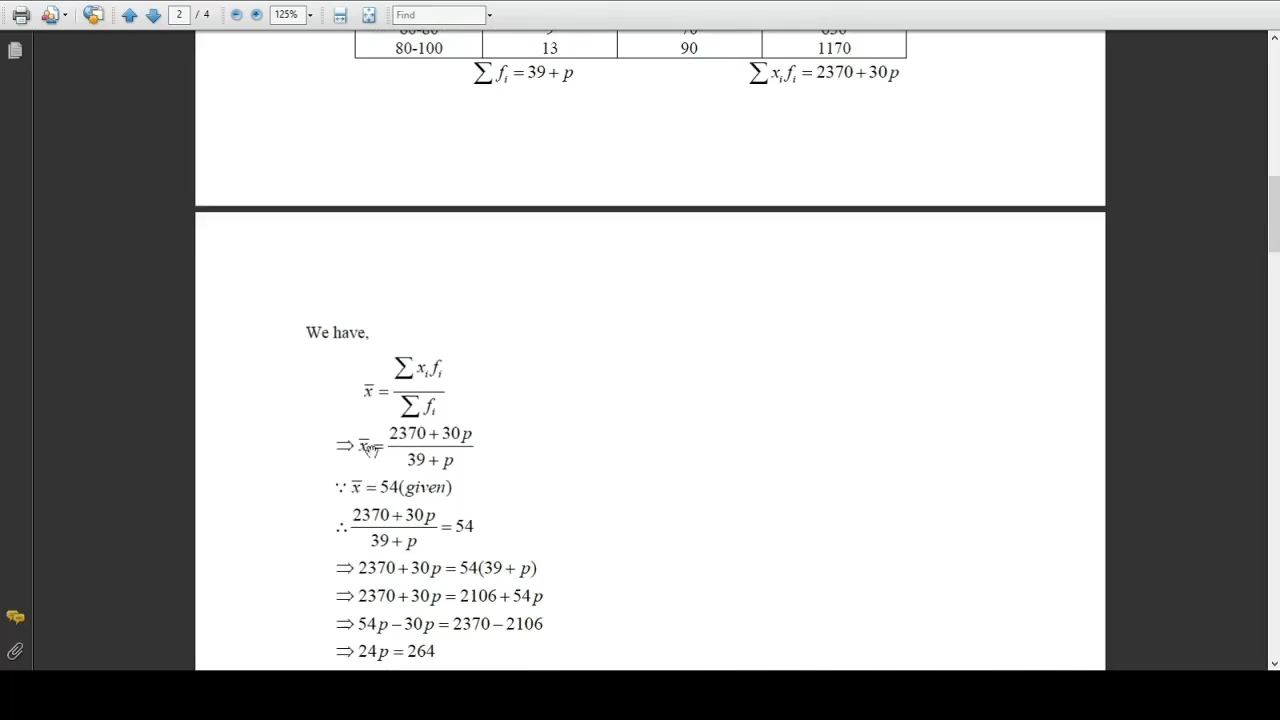 2 / 4 125% Find
80-100 13 90 1170
∑ fᵢ = 39 + p ∑ xᵢfᵢ = 2370 + 30p
We have,
x̄ = ∑ xᵢfᵢ / ∑ fᵢ
⇒ x̄ = (2370 + 30p) / (39 + p)
∵ x̄ = 54(given)
∴ (2370 + 30p) / (39 + p) = 54
⇒ 2370 + 30p = 54(39 + p)
⇒ 2370 + 30p = 2106 + 54p
⇒ 54p − 30p = 2370 − 2106
⇒ 24p = 264